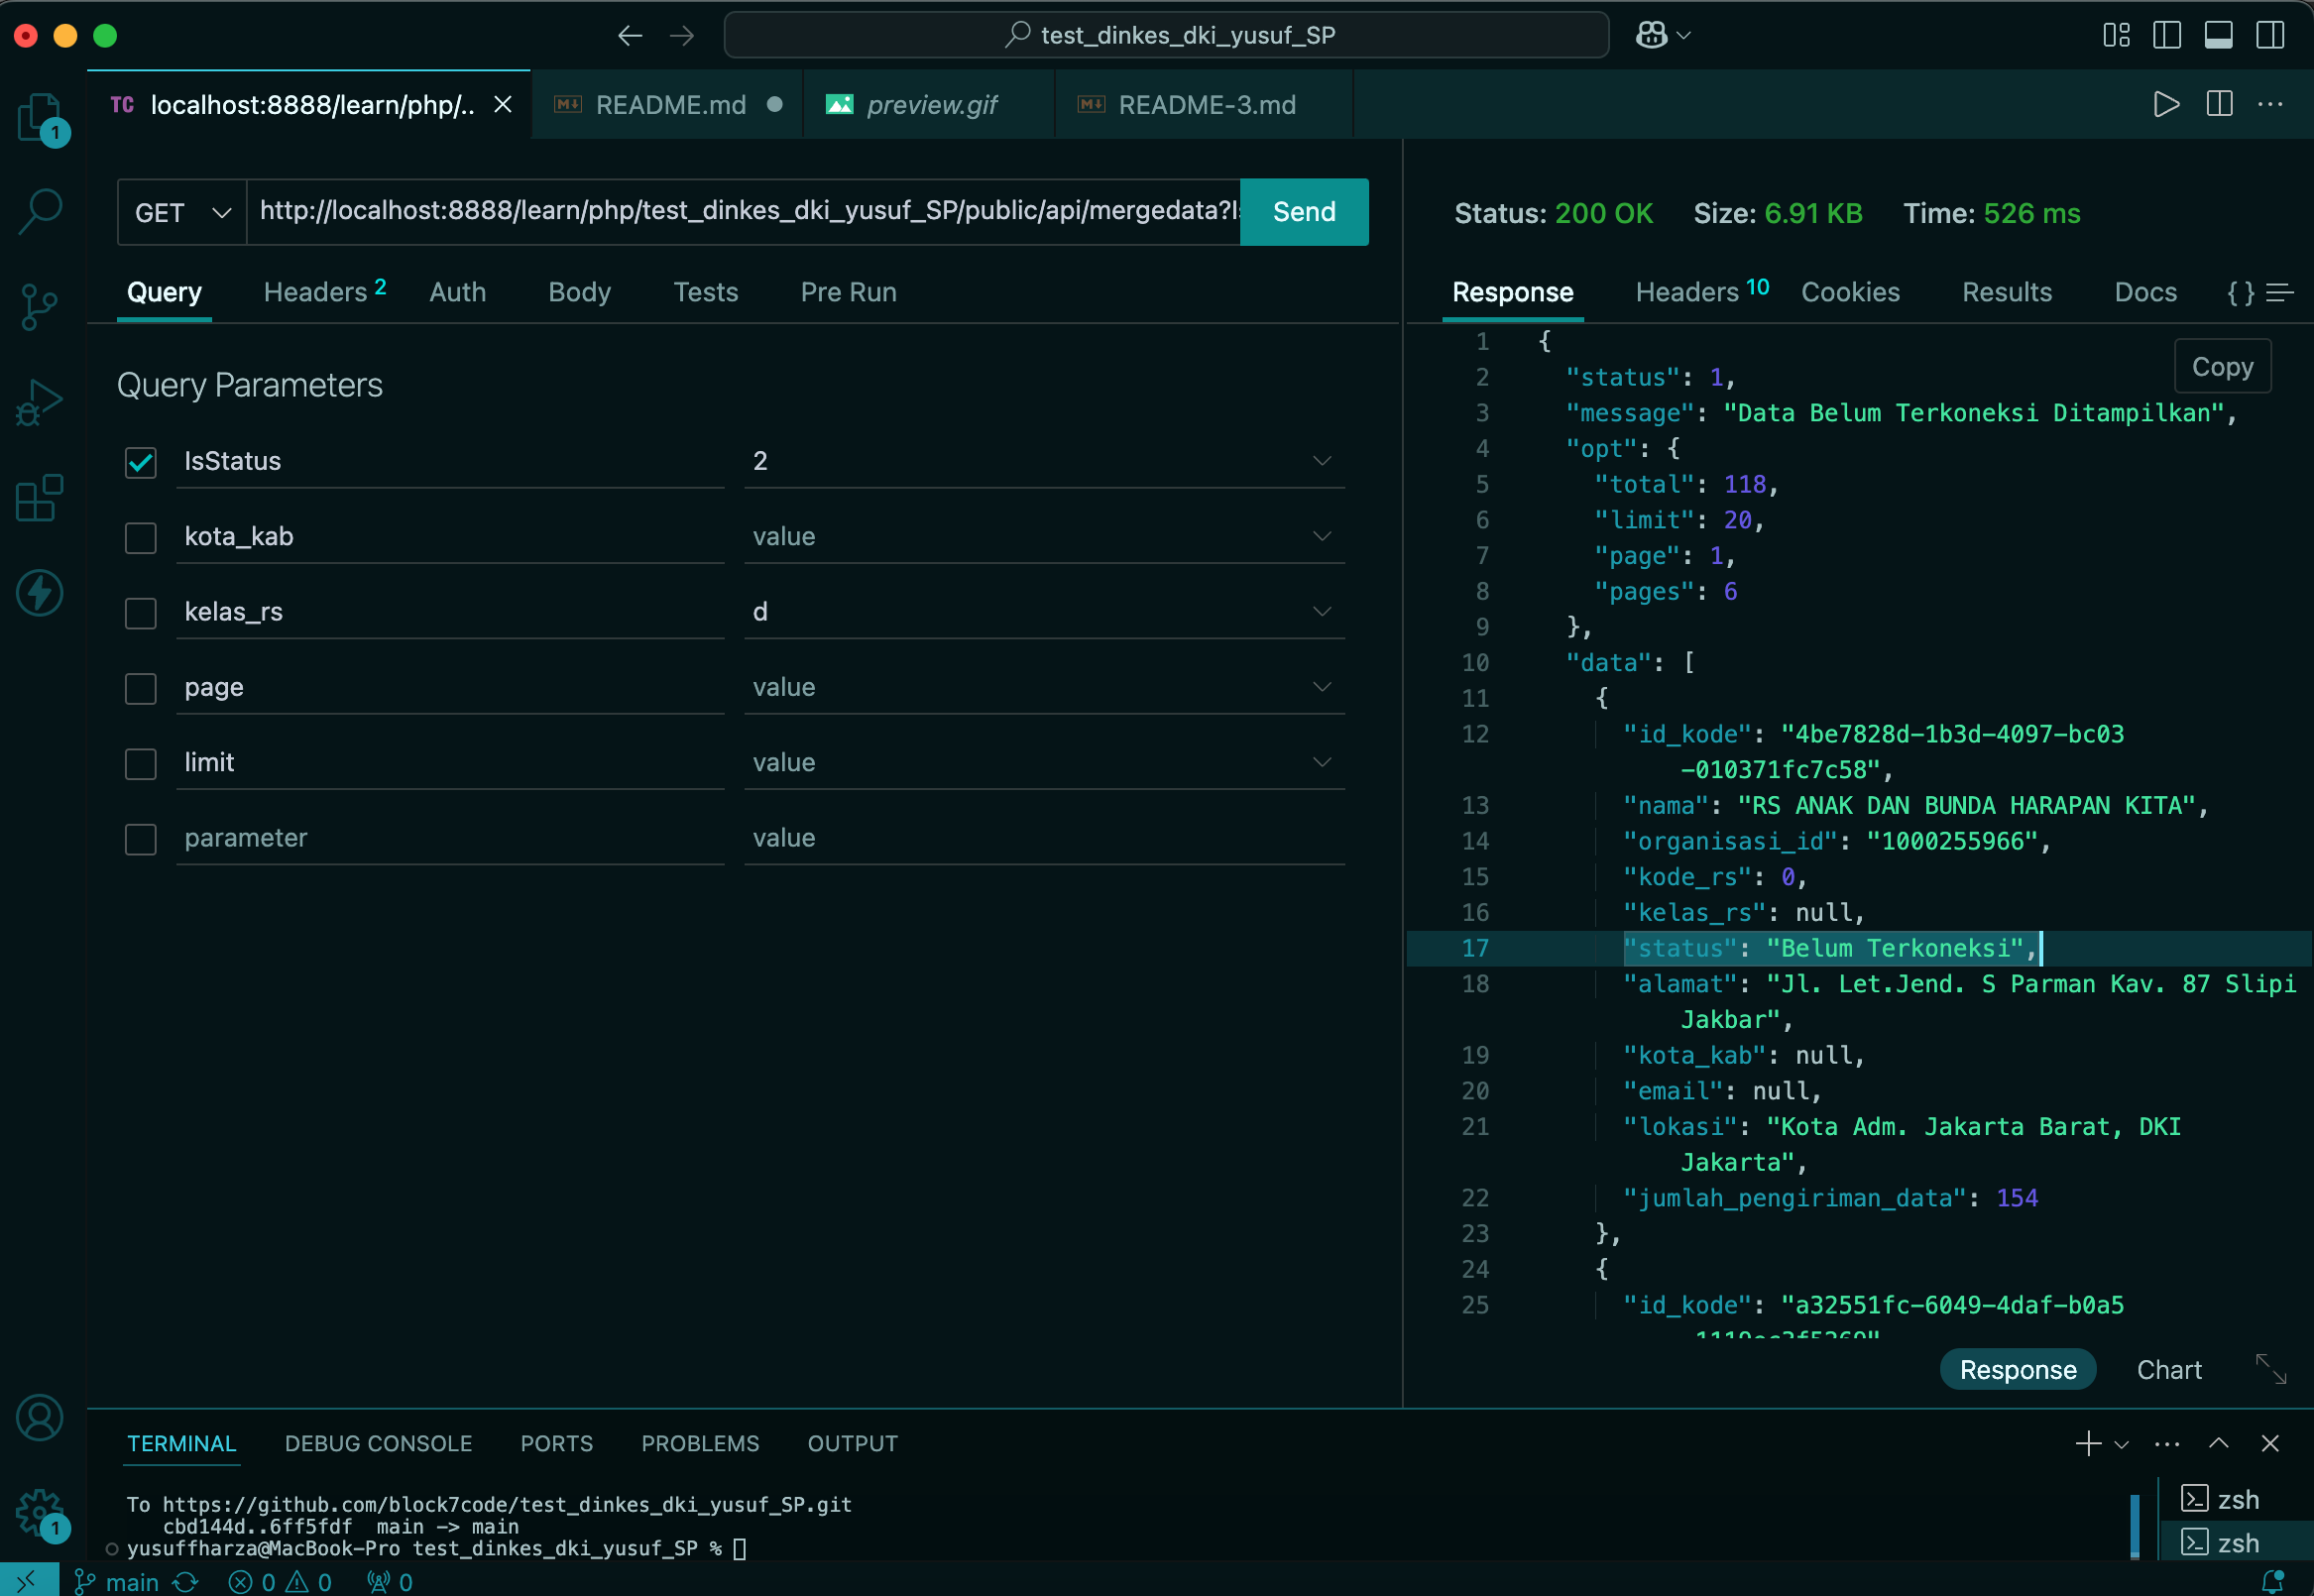 test_dinkes_dki_yusuf_SP
1
TC localhost:8888/learn/php/..
README.md
preview.gif
README-3.md
GET
http://localhost:8888/learn/php/test_dinkes_dki_yusuf_SP/public/api/mergedata?
Send
Query
Headers 2
Auth
Body
Tests
Pre Run
Query Parameters
IsStatus 2
kota_kab value
kelas_rs d
page value
limit value
parameter value
Status: 200 OK Size: 6.91 KB Time: 526 ms
Response
Headers 10
Cookies
Results
Docs
{}
Copy
1 {
2 "status": 1,
3 "message": "Data Belum Terkoneksi Ditampilkan",
4 "opt": {
5 "total": 118,
6 "limit": 20,
7 "page": 1,
8 "pages": 6
9 },
10 "data": [
11 {
12 "id_kode": "4be7828d-1b3d-4097-bc03
-010371fc7c58",
13 "nama": "RS ANAK DAN BUNDA HARAPAN KITA",
14 "organisasi_id": "1000255966",
15 "kode_rs": 0,
16 "kelas_rs": null,
17 "status": "Belum Terkoneksi",
18 "alamat": "Jl. Let.Jend. S Parman Kav. 87 Slipi
Jakbar",
19 "kota_kab": null,
20 "email": null,
21 "lokasi": "Kota Adm. Jakarta Barat, DKI
Jakarta",
22 "jumlah_pengiriman_data": 154
23 },
24 {
25 "id_kode": "a32551fc-6049-4daf-b0a5
Response
Chart
TERMINAL
DEBUG CONSOLE
PORTS
PROBLEMS
OUTPUT
To https://github.com/block7code/test_dinkes_dki_yusuf_SP.git
cbd144d..6ff5fdf main -> main
yusuffharza@MacBook-Pro test_dinkes_dki_yusuf_SP %
zsh
zsh
1
main
0
0
0